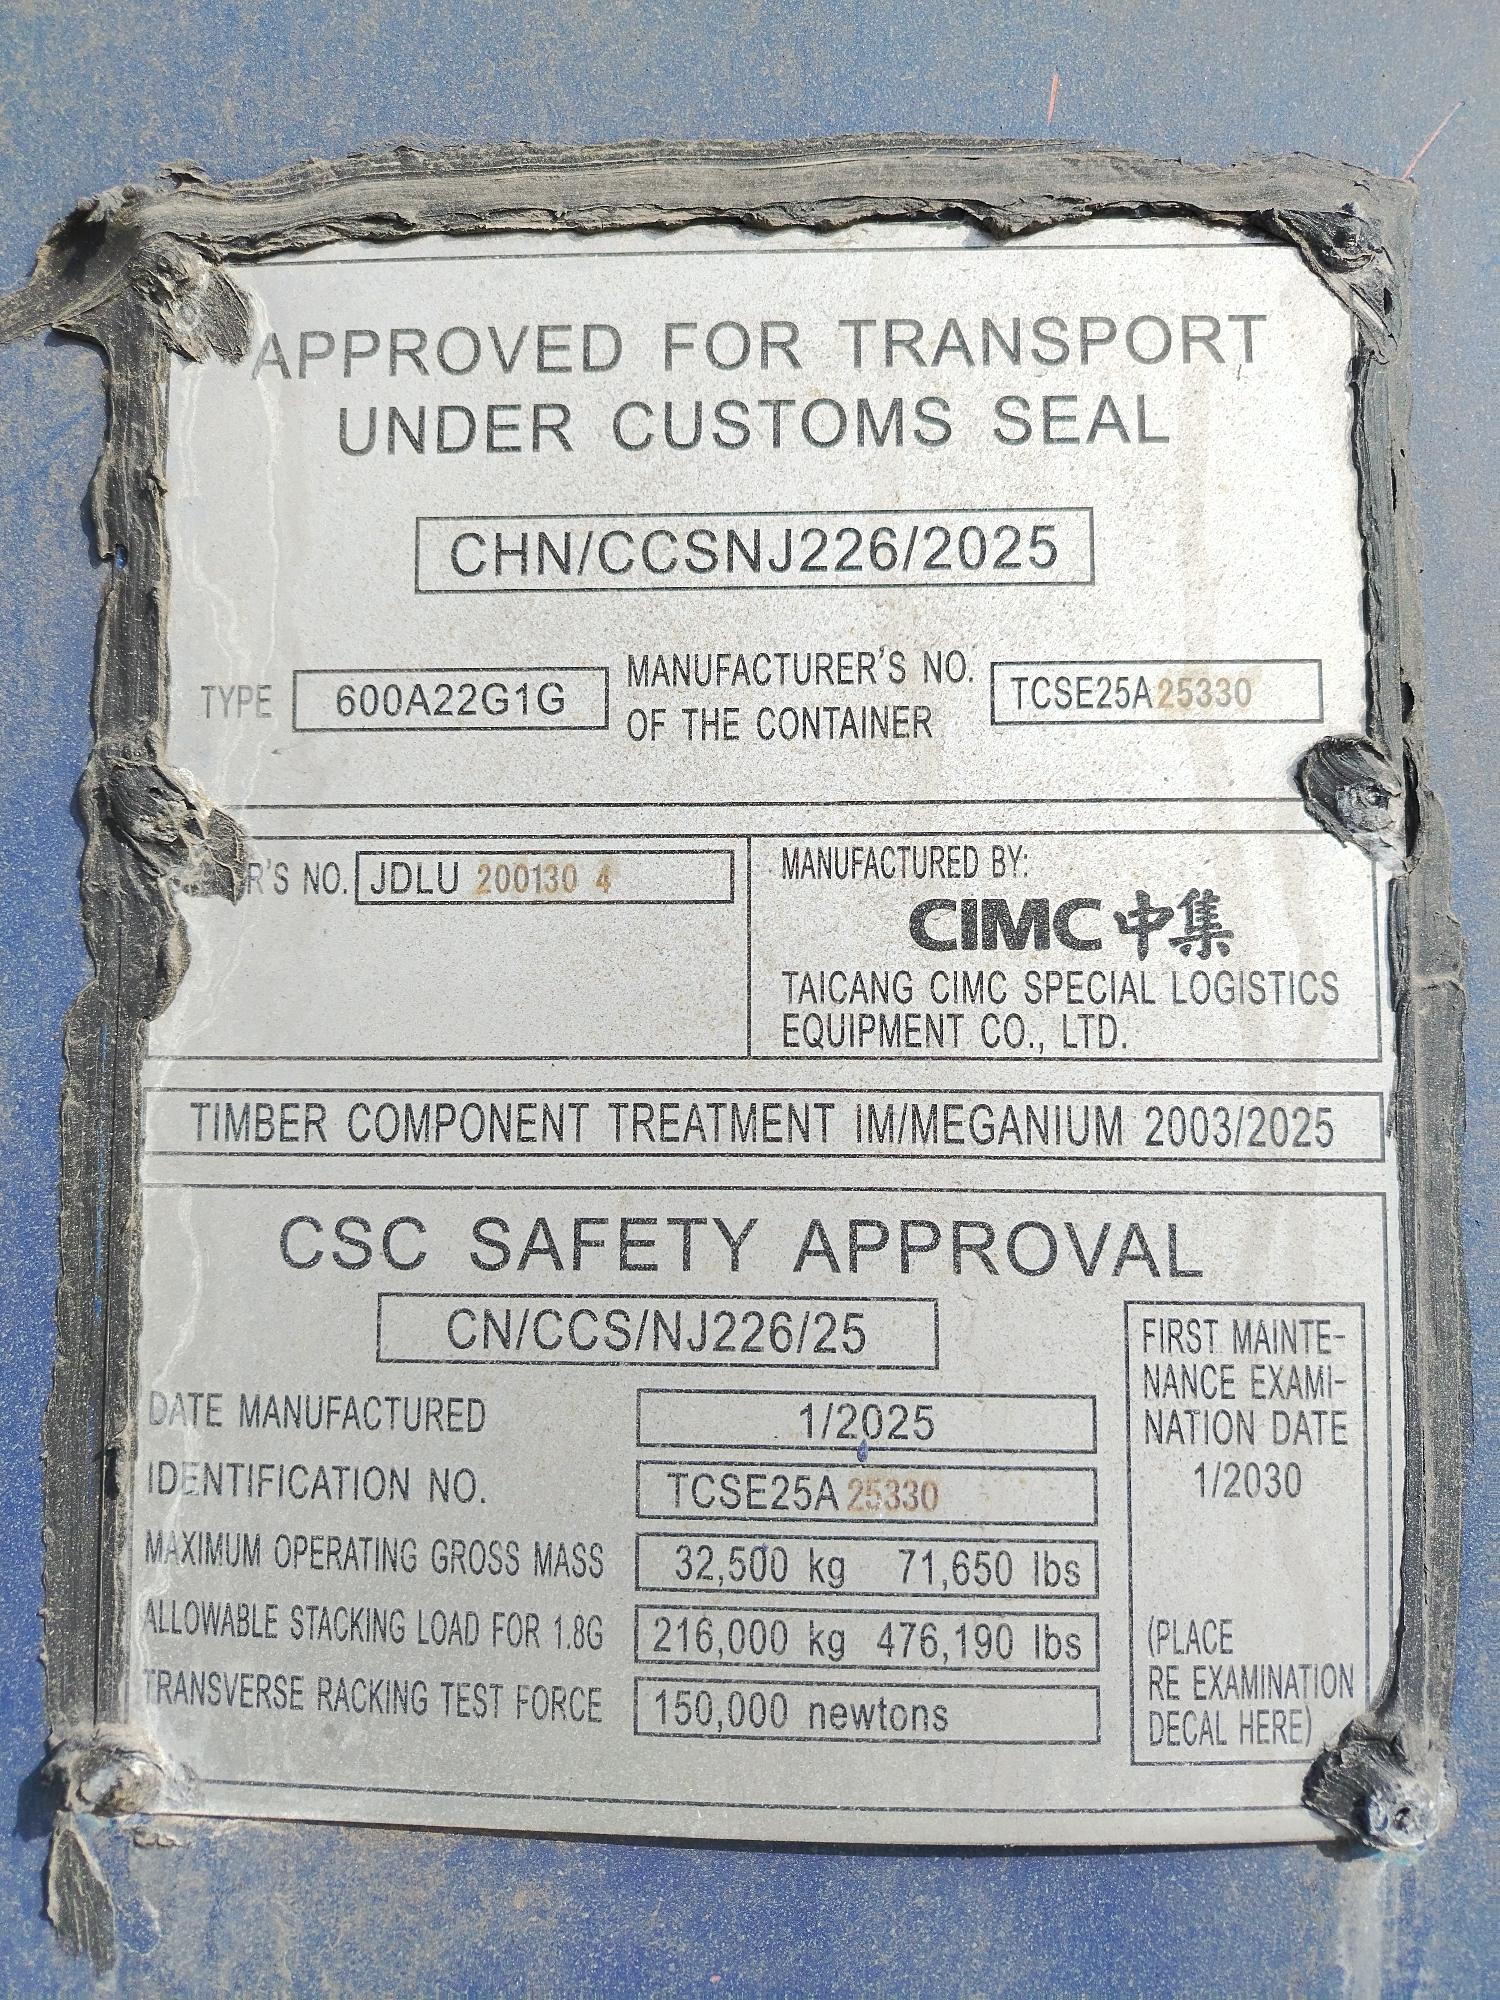 APPROVED FOR TRANSPORT
UNDER CUSTOMS SEAL
CHN/CCSNJ226/2025
TYPE 600A22G1G MANUFACTURER'S NO. OF THE CONTAINER TCSE25A25330
R'S NO. JDLU 200130 4
MANUFACTURED BY:
CIMC 中集
TAICANG CIMC SPECIAL LOGISTICS
EQUIPMENT CO., LTD.
TIMBER COMPONENT TREATMENT IM/MEGANIUM 2003/2025
CSC SAFETY APPROVAL
CN/CCS/NJ226/25
DATE MANUFACTURED 1/2025
IDENTIFICATION NO. TCSE25A25330
MAXIMUM OPERATING GROSS MASS 32,500 kg 71,650 lbs
ALLOWABLE STACKING LOAD FOR 1.8G 216,000 kg 476,190 lbs
TRANSVERSE RACKING TEST FORCE 150,000 newtons
FIRST MAINTE-
NANCE EXAMI-
NATION DATE
1/2030
(PLACE
RE EXAMINATION
DECAL HERE)